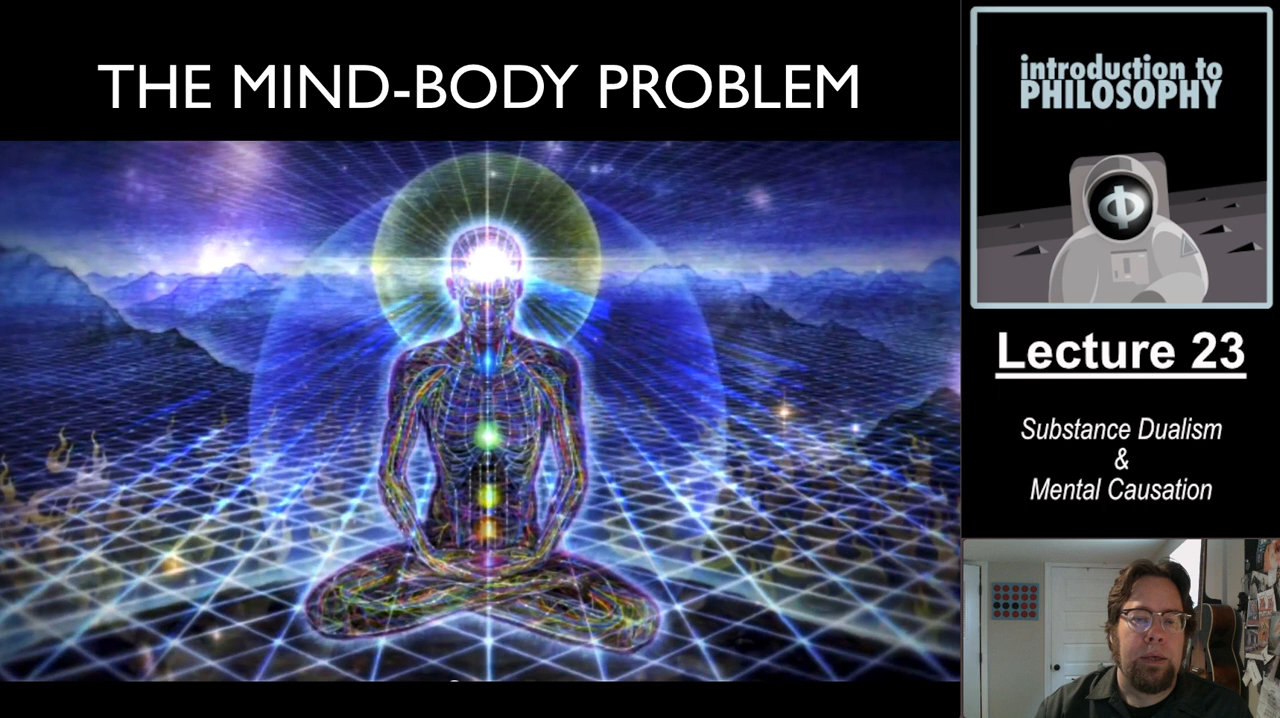 THE MIND-BODY PROBLEM
introduction to
PHILOSOPHY
Φ
Lecture 23
Substance Dualism
&
Mental Causation